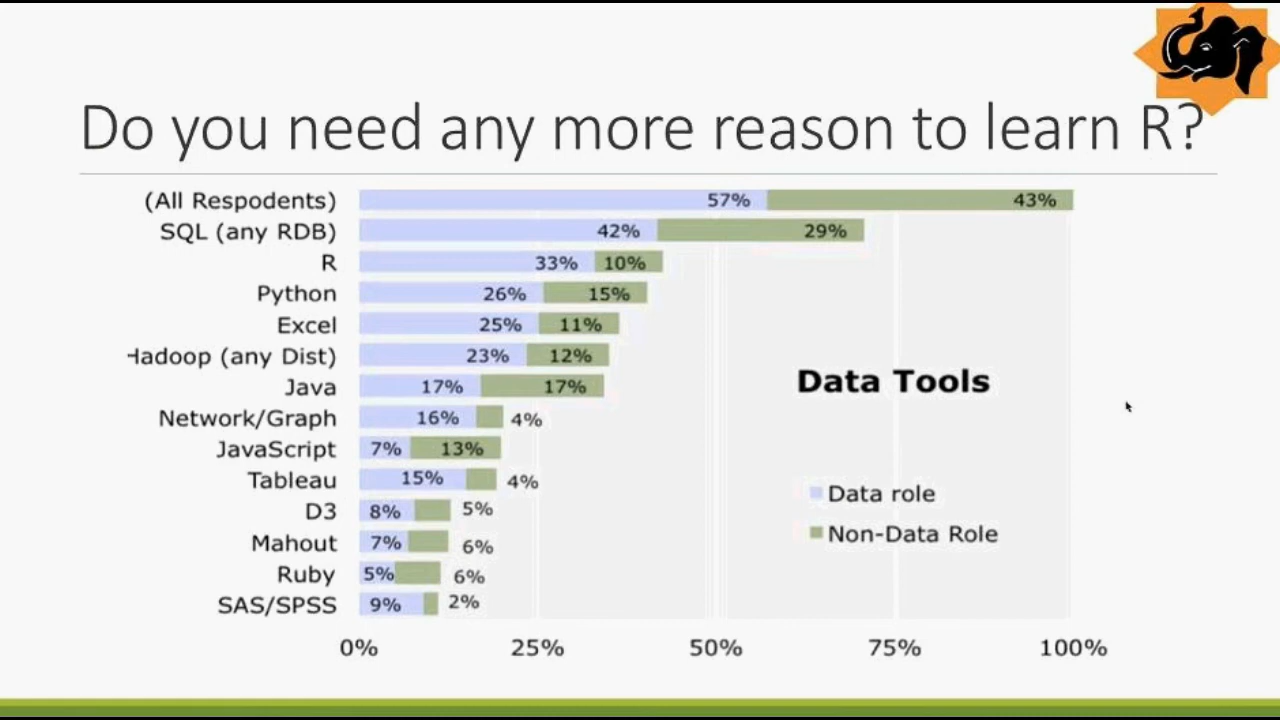 Do you need any more reason to learn R?
(All Respodents) 57% 43%
SQL (any RDB) 42% 29%
R 33% 10%
Python 26% 15%
Excel 25% 11%
Hadoop (any Dist) 23% 12%
Java 17% 17%
Network/Graph 16% 4%
JavaScript 7% 13%
Tableau 15% 4%
D3 8% 5%
Mahout 7% 6%
Ruby 5% 6%
SAS/SPSS 9% 2%
0% 25% 50% 75% 100%
Data Tools
Data role
Non-Data Role